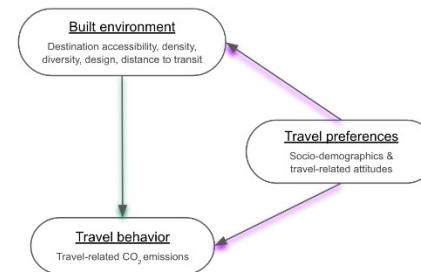 Built environment
Destination accessibility, density,
diversity, design, distance to transit
Travel preferences
Socio-demographics &
travel-related attitudes
Travel behavior
Travel-related CO₂ emissions